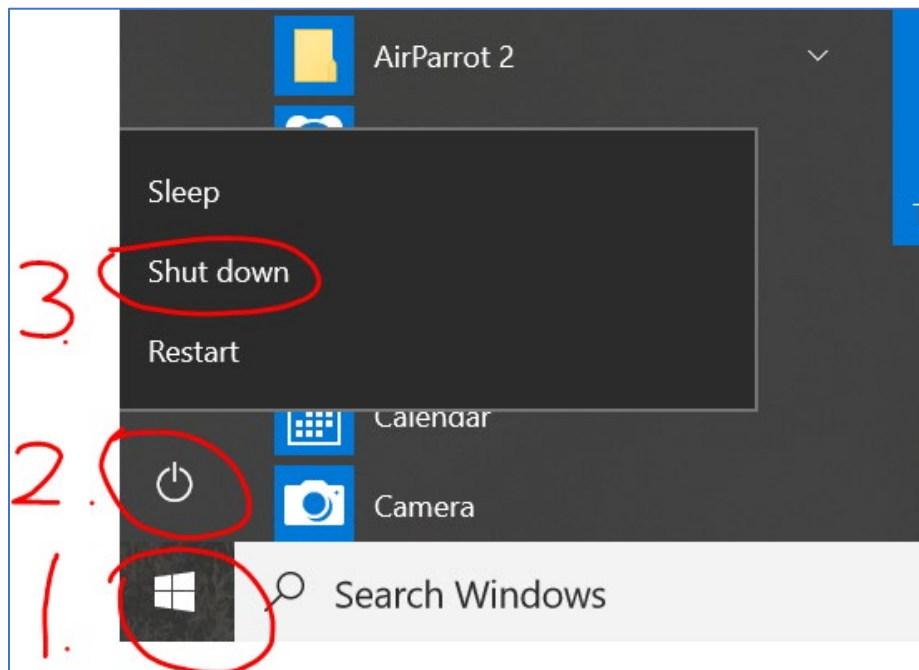 AirParrot 2
Sleep
3. Shut down
Restart
Calendar
2.
Camera
1. Search Windows